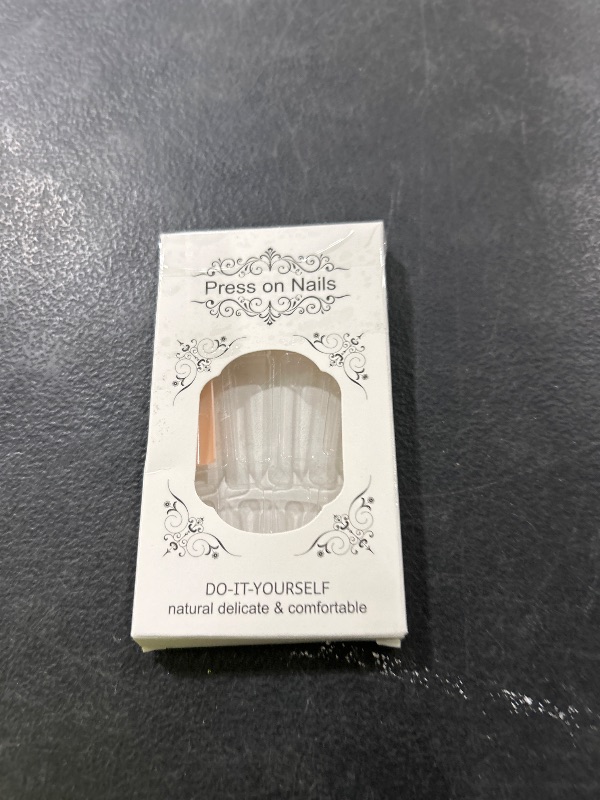 Press on Nails
DO-IT-YOURSELF
natural delicate & comfortable